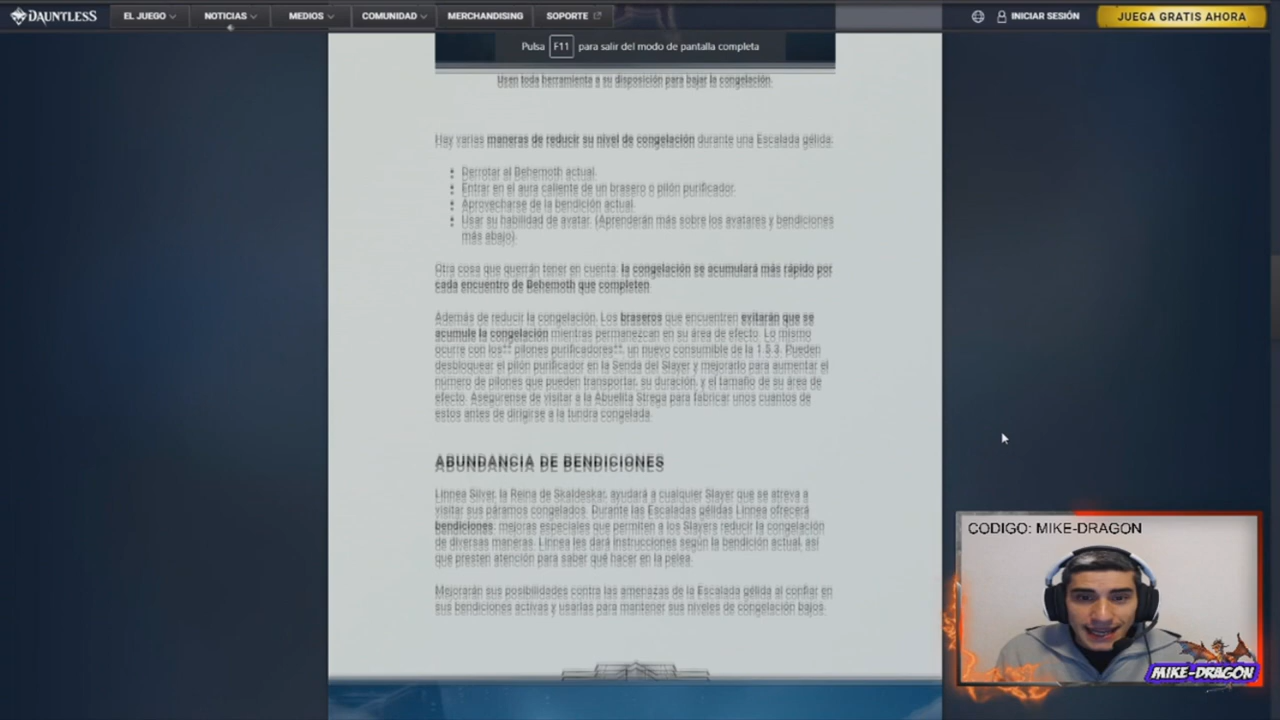 DAUNTLESS
EL JUEGO
NOTICIAS
MEDIOS
COMUNIDAD
MERCHANDISING
SOPORTE
INICIAR SESIÓN
JUEGA GRATIS AHORA
Pulsa F11 para salir del modo de pantalla completa
Usen toda herramienta a su disposición para bajar la congelación.
Hay varias maneras de reducir su nivel de congelación durante una Escalada gélida:
Derrotar al Behemoth actual.
Entrar en el aura caliente de un brasero o pilón purificador.
Aprovecharse de la bendición actual.
Usar su habilidad de avatar. (Aprenderán más sobre los avatares y bendiciones
más abajo).
Otra cosa que querrán tener en cuenta: la congelación se acumulará más rápido por
cada encuentro de Behemoth que completen.
Además de reducir la congelación. Los braseros que encuentren evitarán que se
acumule la congelación mientras permanezcan en su área de efecto. Lo mismo
ocurre con los** pilones purificadores**, un nuevo consumible de la 1.5.3. Pueden
desbloquear el pilón purificador en la Senda del Slayer y mejorarlo para aumentar el
número de pilones que pueden transportar, su duración, y el tamaño de su área de
efecto. Asegúrense de visitar a la Abuelita Strega para fabricar unos cuantos de
estos antes de dirigirse a la tundra congelada.
ABUNDANCIA DE BENDICIONES
Linnea Silver, la Reina de Skaldeskar, ayudará a cualquier Slayer que se atreva a
visitar sus páramos congelados. Durante las Escaladas gélidas Linnea ofrecerá
bendiciones: mejoras especiales que permiten a los Slayers reducir la congelación
de diversas maneras. Linnea les dará instrucciones según la bendición actual, así
que presten atención para saber qué hacer en la pelea.
Mejorarán sus posibilidades contra las amenazas de la Escalada gélida al confiar en
sus bendiciones activas y usarlas para mantener sus niveles de congelación bajos.
CODIGO: MIKE-DRAGON
MIKE-DRAGON